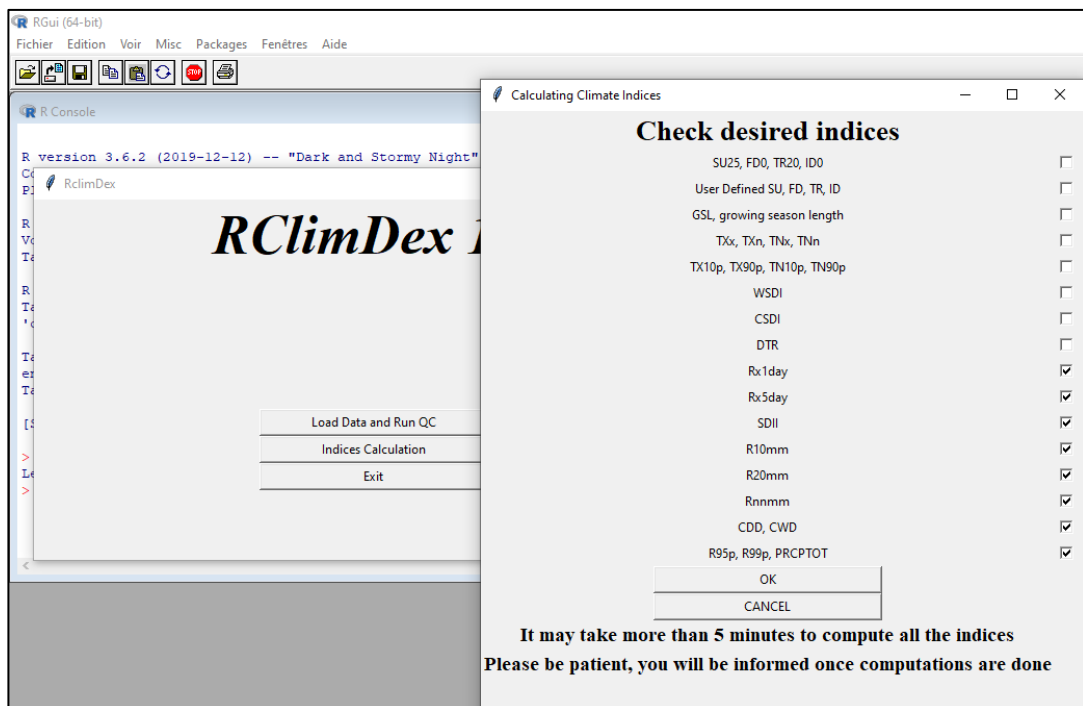 RGui (64-bit)
Fichier Edition Voir Misc Packages Fenêtres Aide
STOP
R Console
R version 3.6.2 (2019-12-12) -- "Dark and Stormy Night"
RclimDex
RClimDex
Load Data and Run QC
Indices Calculation
Exit
>
>
Calculating Climate Indices
Check desired indices
SU25, FD0, TR20, ID0
User Defined SU, FD, TR, ID
GSL, growing season length
TXx, TXn, TNx, TNn
TX10p, TX90p, TN10p, TN90p
WSDI
CSDI
DTR
Rx1day
Rx5day
SDII
R10mm
R20mm
Rnnmm
CDD, CWD
R95p, R99p, PRCPTOT
OK
CANCEL
It may take more than 5 minutes to compute all the indices
Please be patient, you will be informed once computations are done